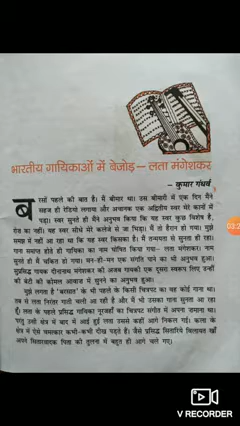 भारतीय गायिकाओं में बेजोड़ – लता मंगेशकर
– कुमार गंधर्व
बरसों पहले की बात है। मैं बीमार था। उस बीमारी में एक दिन मैंने
सहज ही रेडियो लगाया और अचानक एक अद्वितीय स्वर मेरे कानों में
पड़ा। स्वर सुनते ही मैंने अनुभव किया कि यह स्वर कुछ विशेष है,
रोज़ का नहीं। यह स्वर सीधे मेरे कलेजे से जा भिड़ा। मैं तो हैरान हो गया। मुझे
समझ में नहीं आ रहा था कि यह स्वर किसका है। मैं तन्मयता से सुनता ही रहा।
गाना समाप्त होते ही गायिका का नाम घोषित किया गया– लता मंगेशकर। नाम
सुनते ही मैं चकित हो गया। मन-ही-मन एक संगति पाने का भी अनुभव हुआ।
सुप्रसिद्ध गायक दीनानाथ मंगेशकर की अजब गायकी एक दूसरा स्वरूप लिए उन्हीं
की बेटी की कोमल आवाज़ में सुनने का अनुभव हुआ।
मुझे लगता है 'बरसात' के भी पहले के किसी चित्रपट का वह कोई गाना था।
तब से लता निरंतर गाती चली आ रही है और मैं भी उसका गाना सुनता आ रहा
हूँ। लता के पहले प्रसिद्ध गायिका नूरजहाँ का चित्रपट संगीत में अपना ज़माना था।
परंतु उसी क्षेत्र में बाद में आई हुई लता उससे कहीं आगे निकल गई। कला के
क्षेत्र में ऐसे चमत्कार कभी-कभी दीख पड़ते हैं। जैसे प्रसिद्ध सितारिये विलायत खाँ
अपने सितारवादक पिता की तुलना में बहुत ही आगे चले गए।
V RECORDER